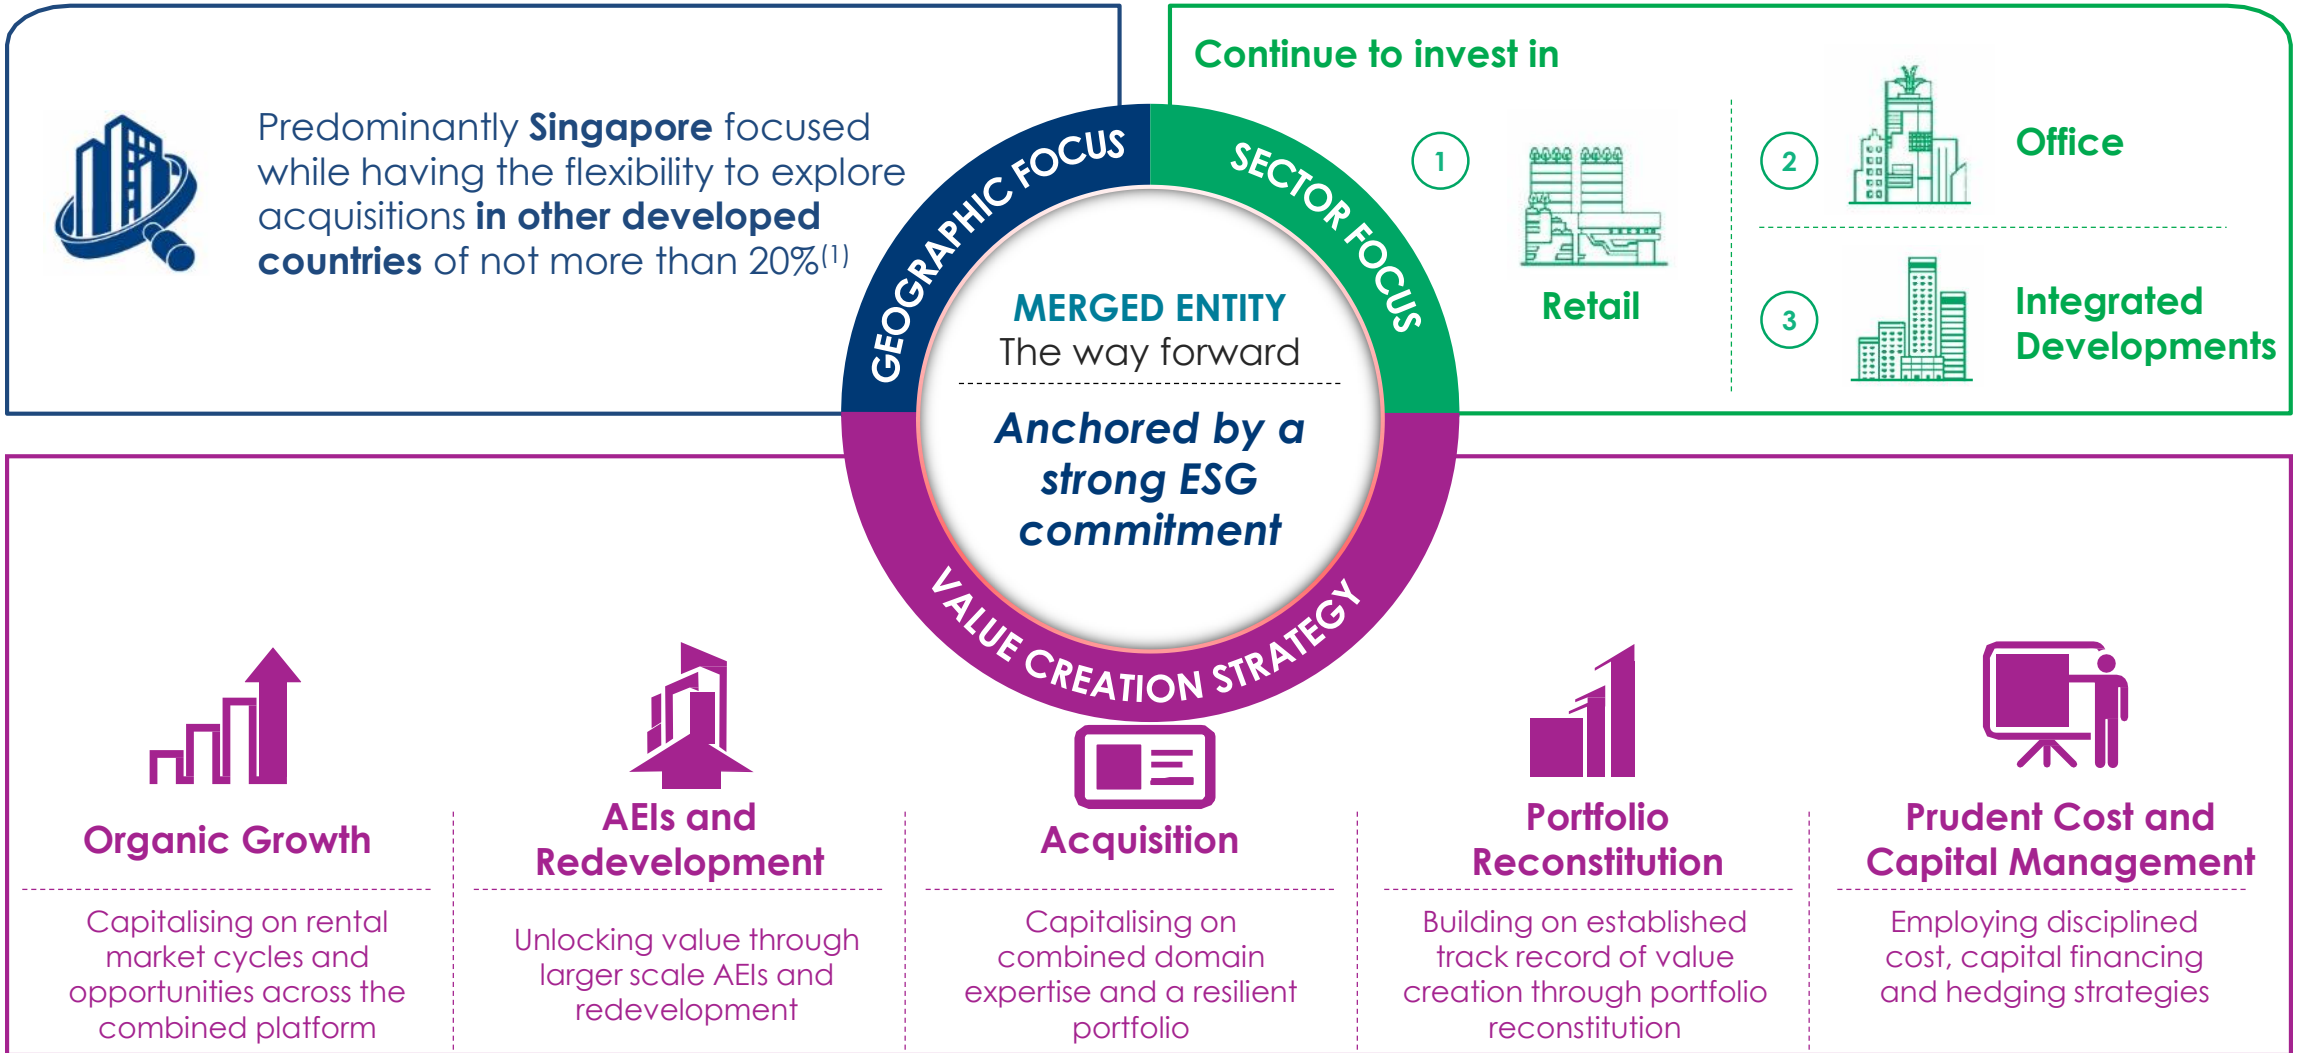 Predominantly Singapore focused
while having the flexibility to explore
acquisitions in other developed
countries of not more than 20%(1)
Continue to invest in
1
Retail
2
Office
3
Integrated
Developments
GEOGRAPHIC FOCUS
SECTOR FOCUS
VALUE CREATION STRATEGY
MERGED ENTITY
The way forward
Anchored by a
strong ESG
commitment
Organic Growth
Capitalising on rental
market cycles and
opportunities across the
combined platform
AEIs and
Redevelopment
Unlocking value through
larger scale AEIs and
redevelopment
Acquisition
Capitalising on
combined domain
expertise and a resilient
portfolio
Portfolio
Reconstitution
Building on established
track record of value
creation through portfolio
reconstitution
Prudent Cost and
Capital Management
Employing disciplined
cost, capital financing
and hedging strategies